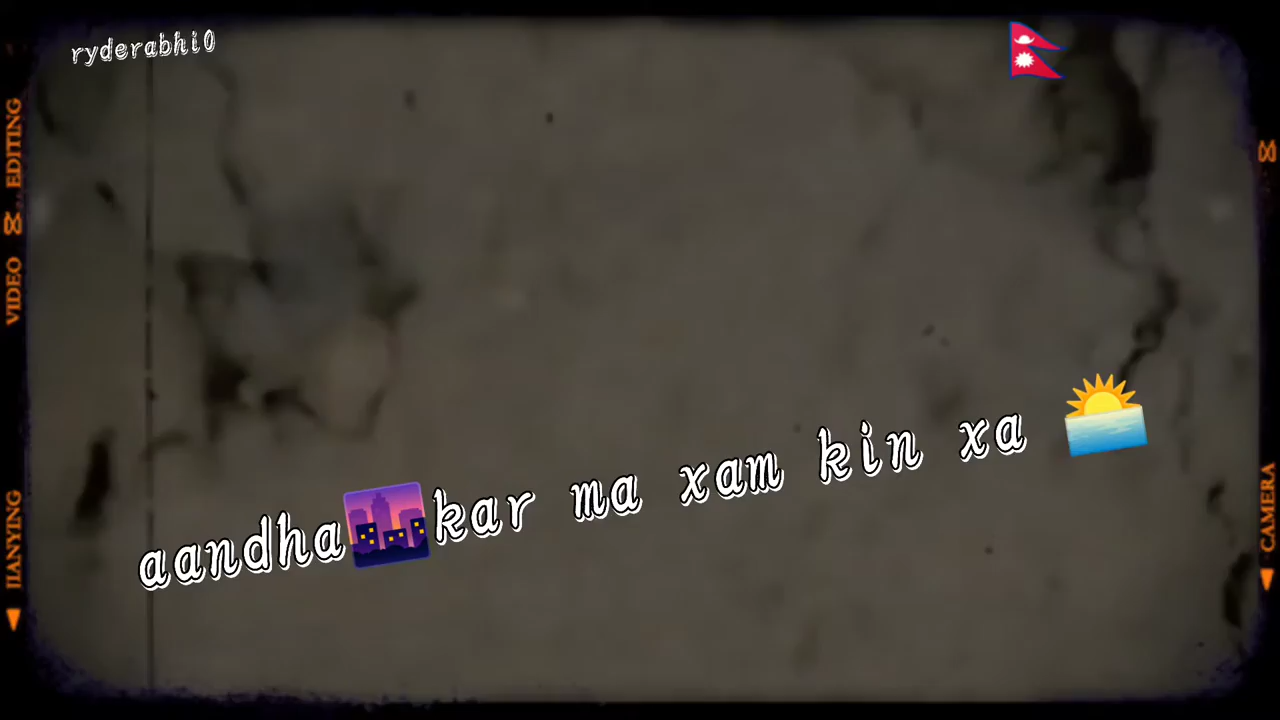 ryderabhi0
VIDEO EDITING
JIANYING
CAMERA
aandha🌆kar ma xam kin xa 🌅